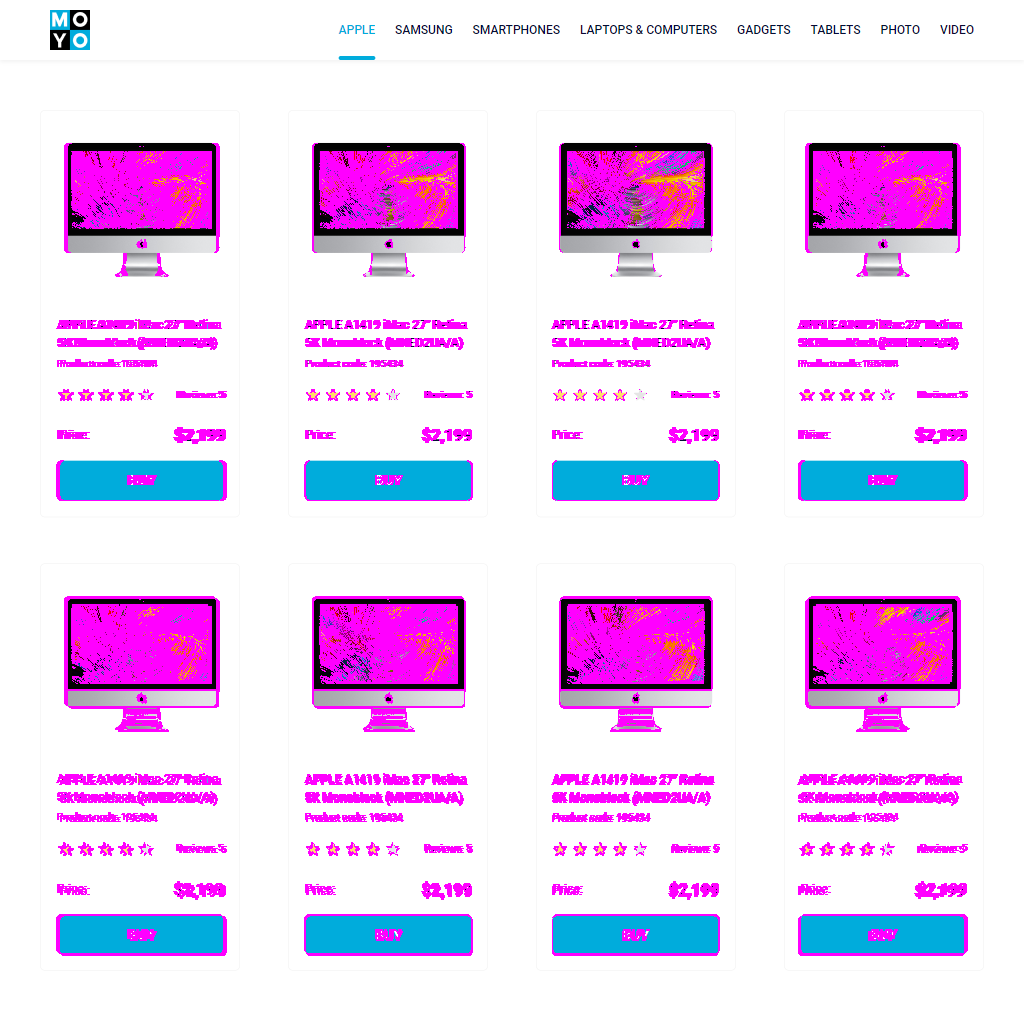 MO
YO
APPLE SAMSUNG SMARTPHONES LAPTOPS & COMPUTERS GADGETS TABLETS PHOTO VIDEO
APPLE A1419 iMac 27" Retina APPLE A1419 iMac 27" Retina APPLE A1419 iMac 27" Retina APPLE A1419 iMac 27" Retina
5K Monoblock (MNED2UA/A) 5K Monoblock (MNED2UA/A) 5K Monoblock (MNED2UA/A) 5K Monoblock (MNED2UA/A)
Product code: 195434 Product code: 195434 Product code: 195434 Product code: 195434
Reviews: 5 Reviews: 5 Reviews: 5 Reviews: 5
Price: $2,199 Price: $2,199 Price: $2,199 Price: $2,199
BUY BUY BUY BUY
APPLE A1419 iMac 27" Retina APPLE A1419 iMac 27" Retina APPLE A1419 iMac 27" Retina APPLE A1419 iMac 27" Retina
5K Monoblock (MNED2UA/A) 5K Monoblock (MNED2UA/A) 5K Monoblock (MNED2UA/A) 5K Monoblock (MNED2UA/A)
Product code: 195434 Product code: 195434 Product code: 195434 Product code: 195434
Reviews: 5 Reviews: 5 Reviews: 5 Reviews: 5
Price: $2,199 Price: $2,199 Price: $2,199 Price: $2,199
BUY BUY BUY BUY